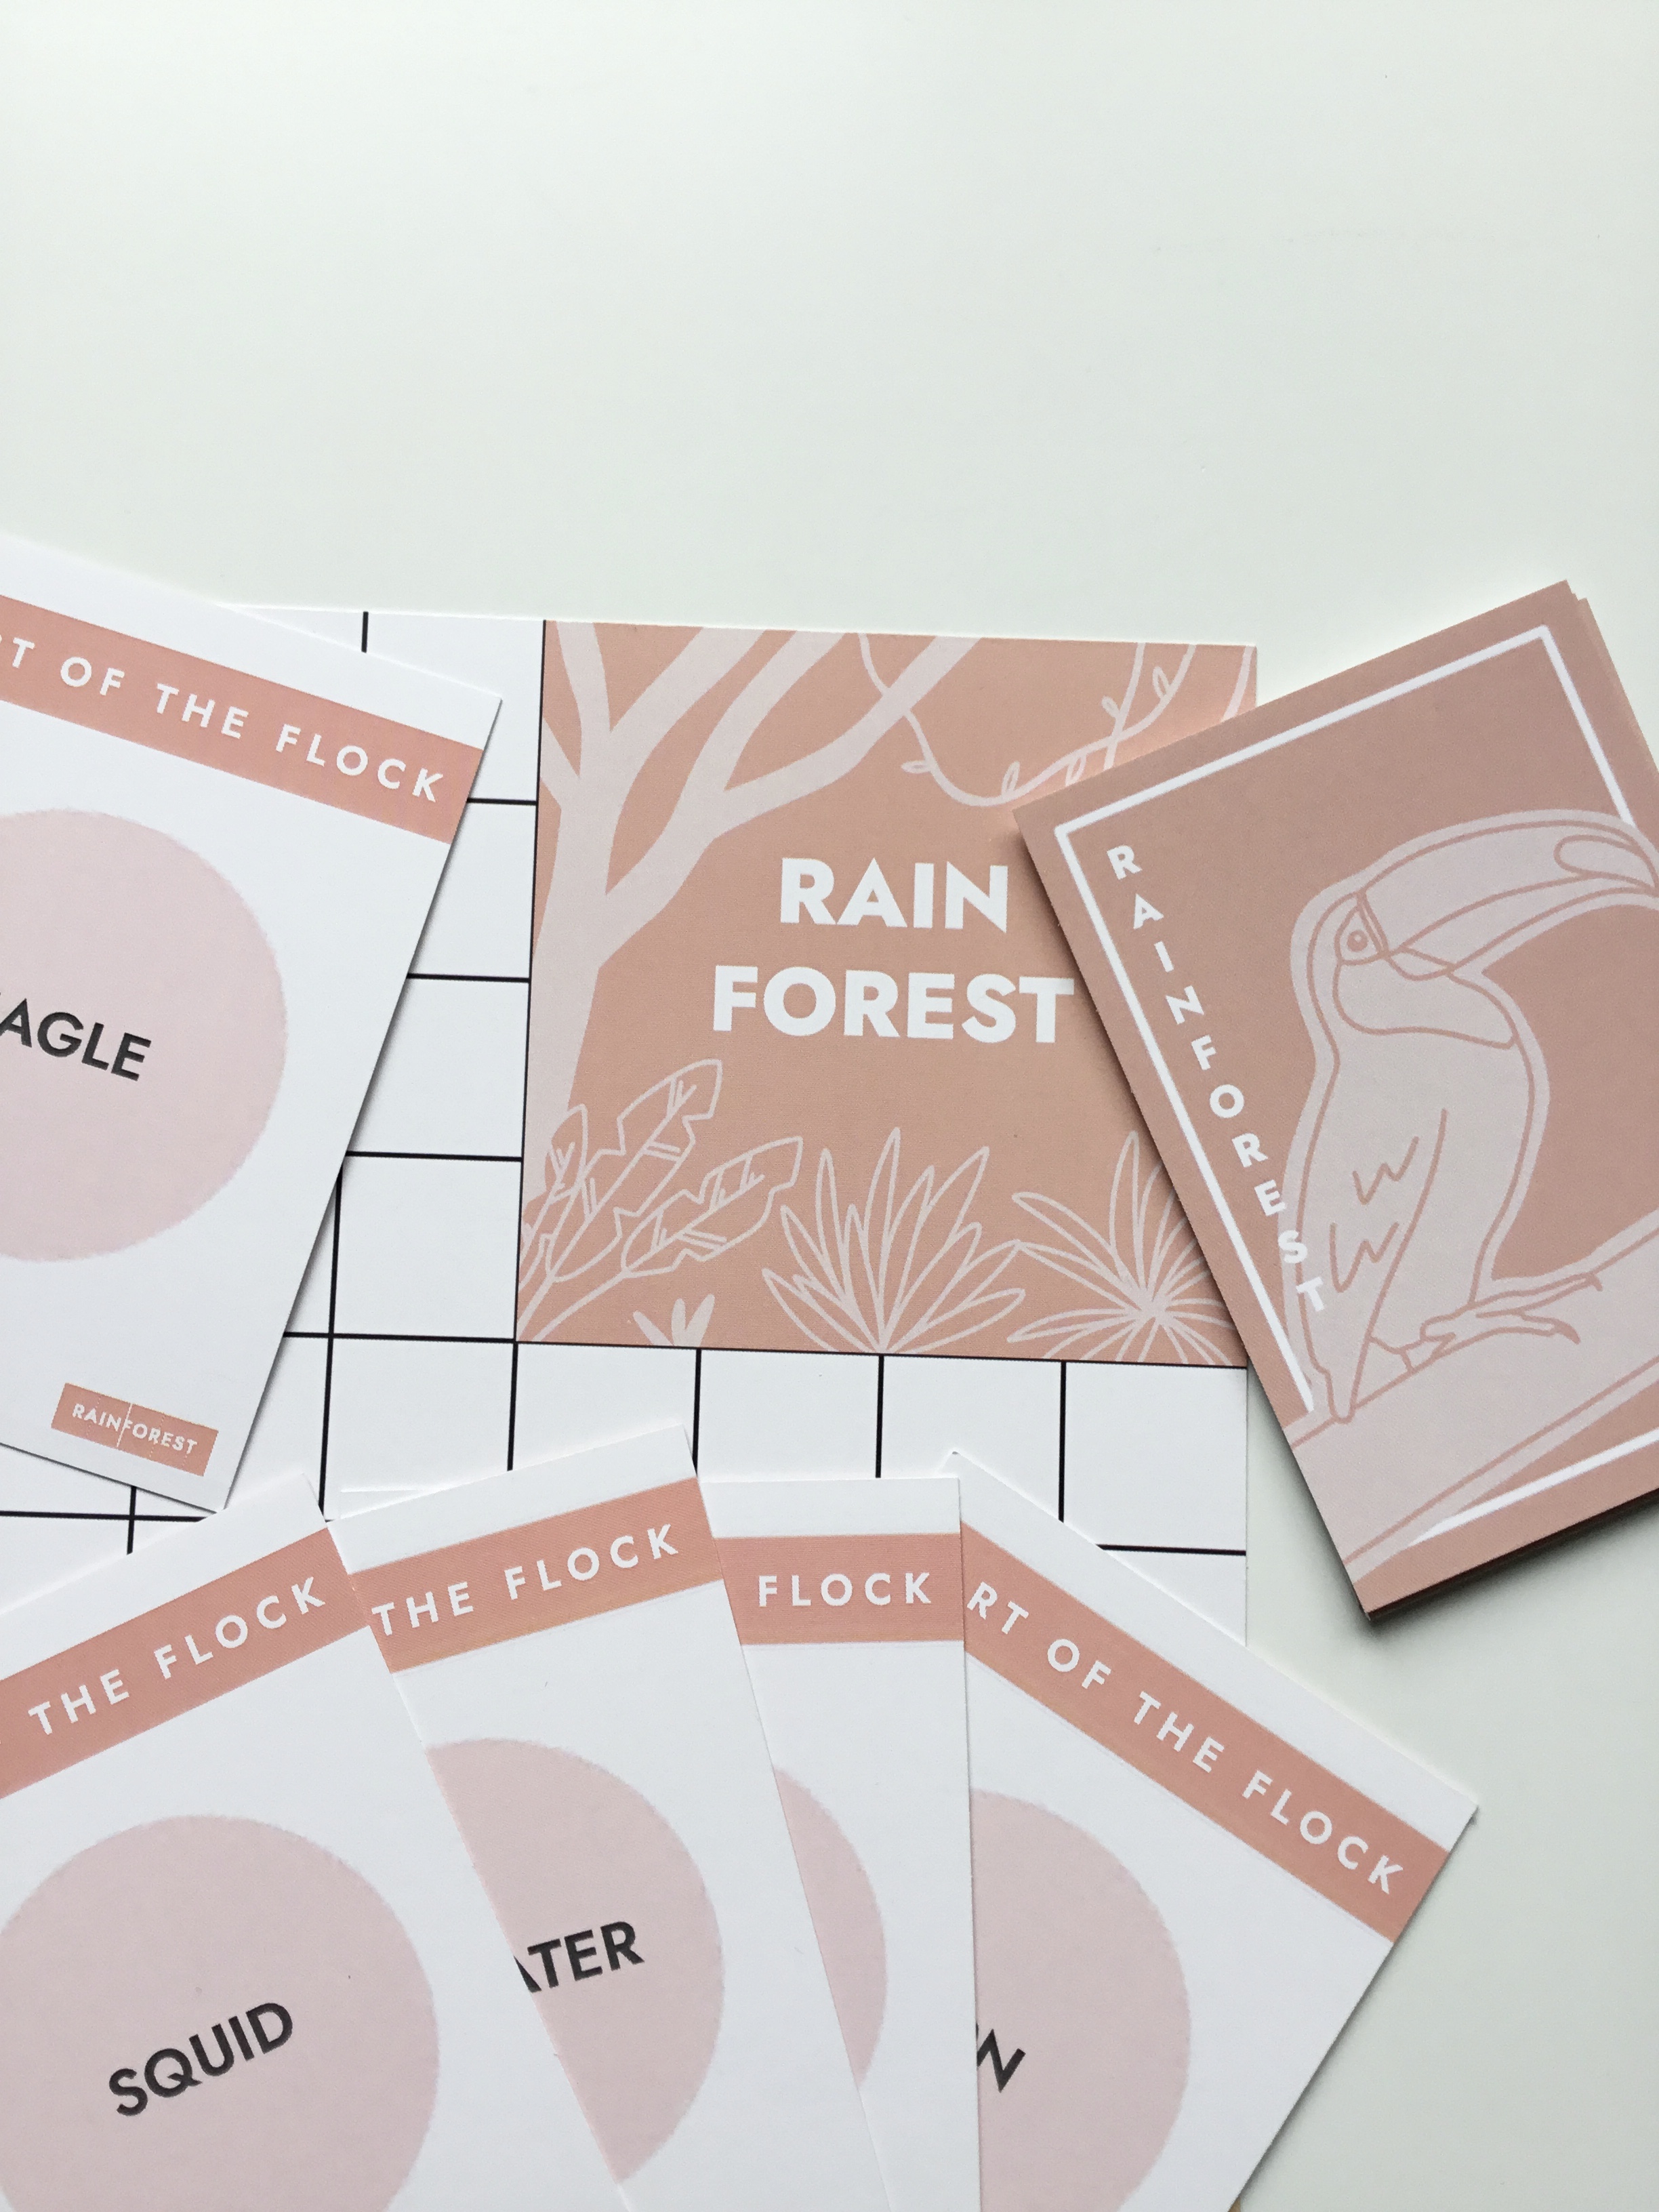 RT OF THE FLOCK
AGLE
RAINFOREST
RAIN
FOREST
RAINFOREST
THE FLOCK
SQUID
THE FLOCK
ATER
FLOCK
RT OF THE FLOCK
N